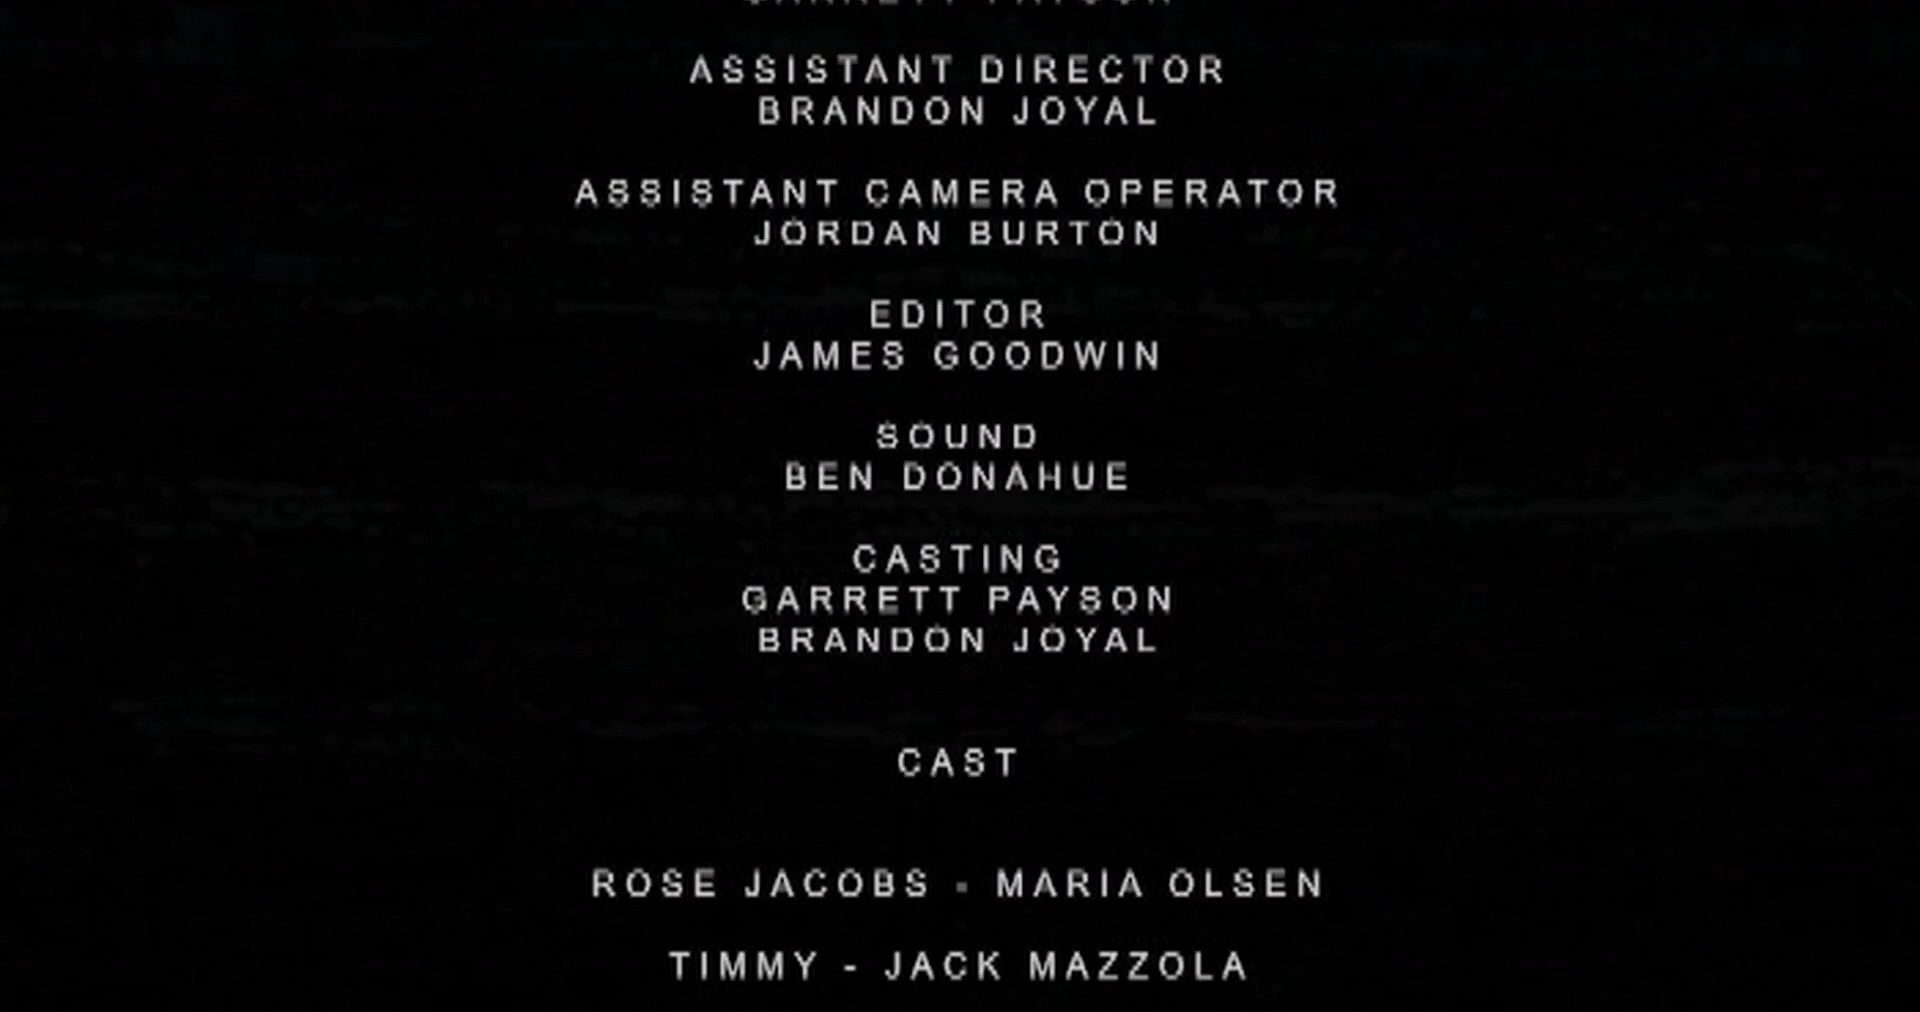 ASSISTANT DIRECTOR
BRANDON JOYAL
ASSISTANT CAMERA OPERATOR
JORDAN BURTON
EDITOR
JAMES GOODWIN
SOUND
BEN DONAHUE
CASTING
GARRETT PAYSON
BRANDON JOYAL
CAST
ROSE JACOBS - MARIA OLSEN
TIMMY - JACK MAZZOLA